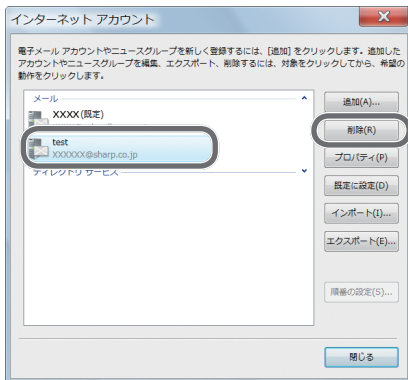 インターネット アカウント
電子メール アカウントやニュースグループを新しく登録するには、[追加] をクリックします。追加した
アカウントやニュースグループを編集、エクスポート、削除するには、対象をクリックしてから、希望の
動作をクリックします。
メール
XXXX (既定)
test
XXXXXX@sharp.co.jp
ディレクトリ サービス
追加(A)...
削除(R)
プロパティ(P)
既定に設定(D)
インポート(I)...
エクスポート(E)...
順番の設定(S)...
閉じる